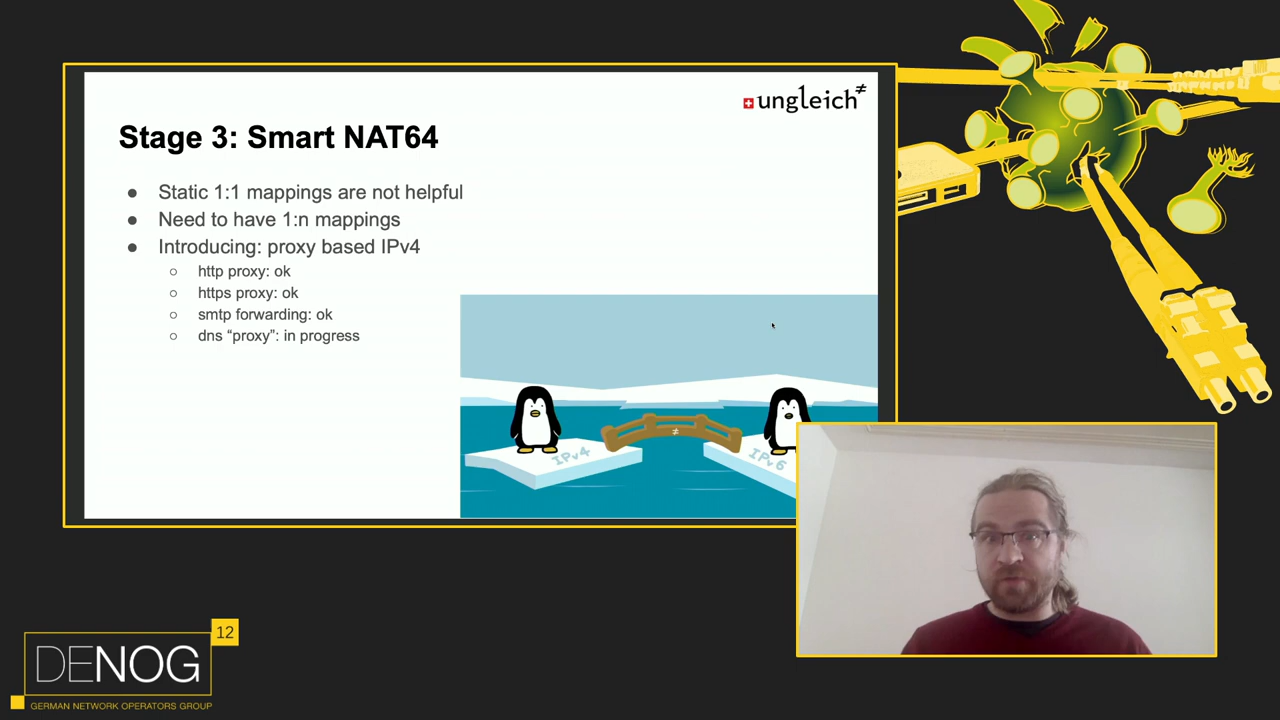 ungleich≠
Stage 3: Smart NAT64
● Static 1:1 mappings are not helpful
● Need to have 1:n mappings
● Introducing: proxy based IPv4
○ http proxy: ok
○ https proxy: ok
○ smtp forwarding: ok
○ dns “proxy”: in progress
≠
IPv4
IPv6
12
DENOG
GERMAN NETWORK OPERATORS GROUP